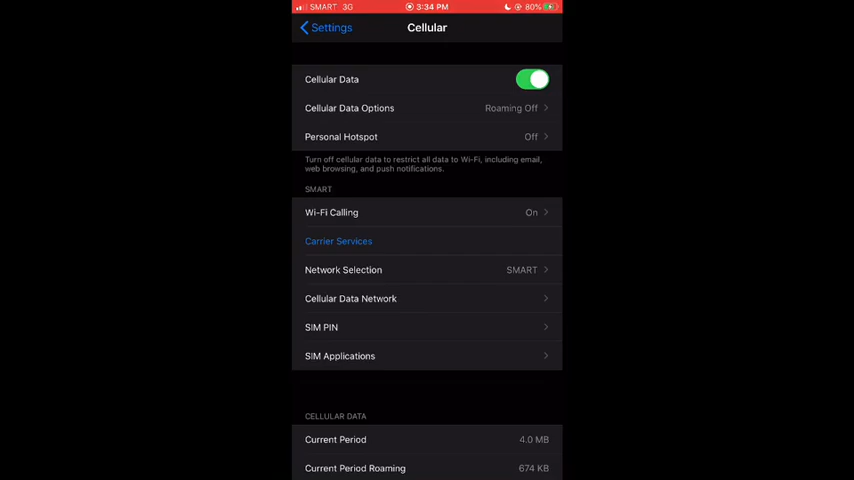 SMART 3G 3:34 PM 80%
Settings Cellular
Cellular Data
Cellular Data Options Roaming Off
Personal Hotspot Off
Turn off cellular data to restrict all data to Wi-Fi, including email,
web browsing, and push notifications.
SMART
Wi-Fi Calling On
Carrier Services
Network Selection SMART
Cellular Data Network
SIM PIN
SIM Applications
CELLULAR DATA
Current Period 4.0 MB
Current Period Roaming 674 KB